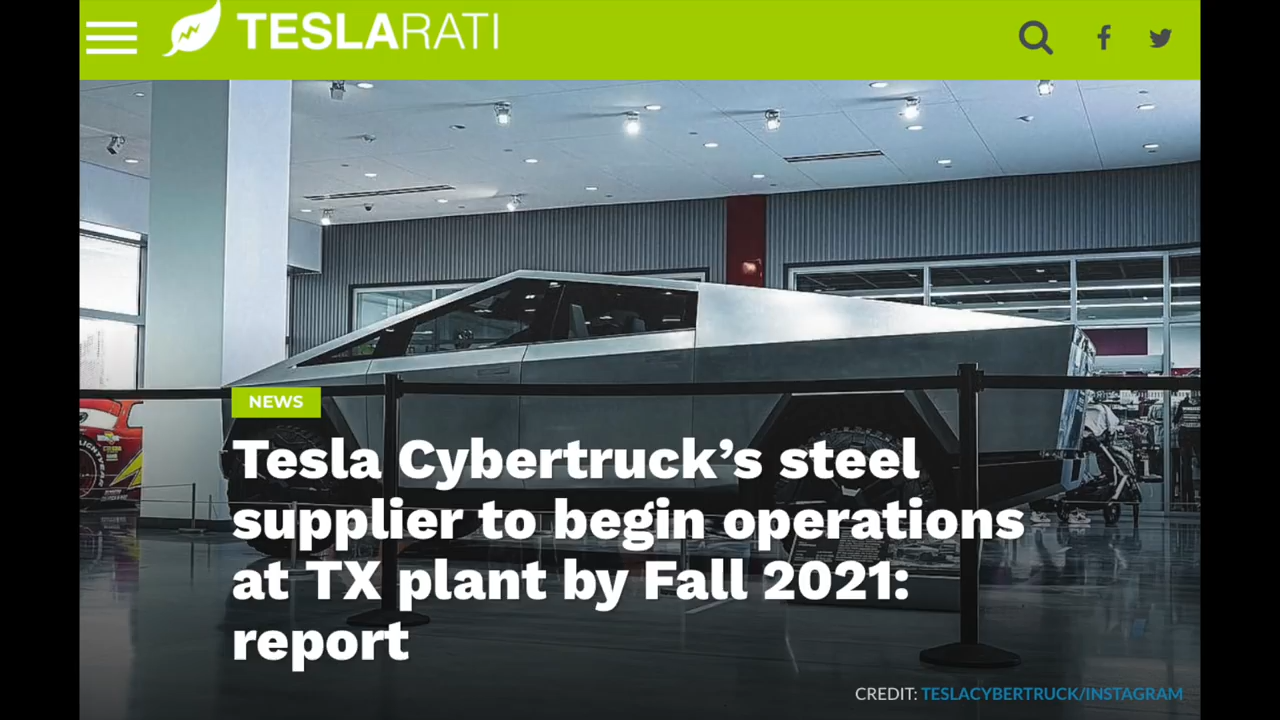 TESLARATI
NEWS
Tesla Cybertruck’s steel
supplier to begin operations
at TX plant by Fall 2021:
report
CREDIT: TESLACYBERTRUCK/INSTAGRAM